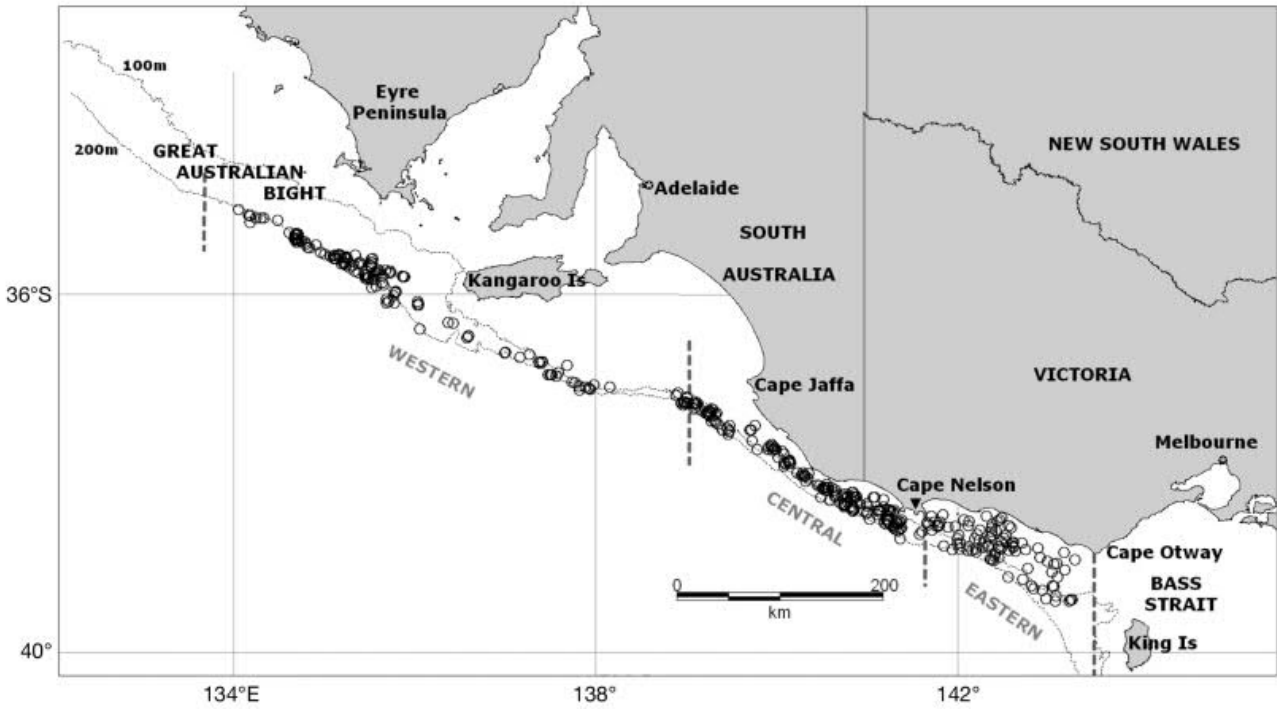 100m
Eyre
Peninsula
200m
GREAT
AUSTRALIAN
BIGHT
NEW SOUTH WALES
Adelaide
SOUTH
AUSTRALIA
Kangaroo Is
36°S
WESTERN
Cape Jaffa
VICTORIA
Melbourne
Cape Nelson
CENTRAL
Cape Otway
0 200
km
BASS
STRAIT
EASTERN
King Is
40°
134°E 138° 142°